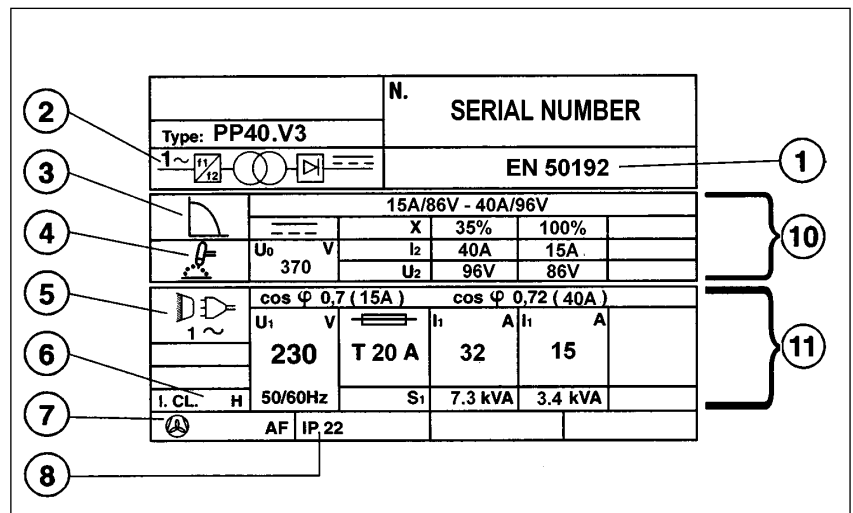 N. SERIAL NUMBER
Type: PP40.V3
1~ f1 f2
EN 50192
15A/86V - 40A/96V
X 35% 100%
U0 V I2 40A 15A
370 U2 96V 86V
cos φ 0,7 (15A) cos φ 0,72 (40A)
1~
U1 V I1 A I1 A
230 T 20 A 32 15
I. CL. H 50/60Hz S1 7.3 kVA 3.4 kVA
AF IP 22
2
3
4
5
6
7
8
1
10
11